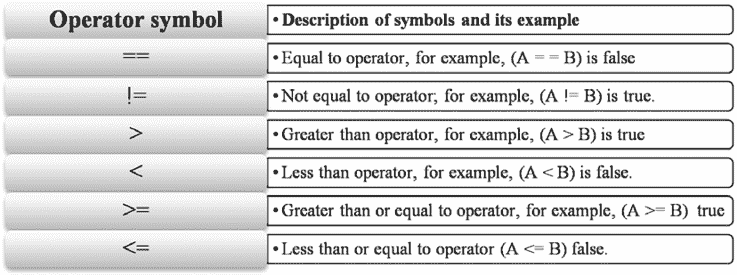 Operator symbol • Description of symbols and its example
== • Equal to operator, for example, (A = = B) is false
!= • Not equal to operator; for example, (A != B) is true.
> • Greater than operator, for example, (A > B) is true
< • Less than operator, for example, (A < B) is false.
>= • Greater than or equal to operator, for example, (A >= B) true
<= • Less than or equal to operator (A <= B) false.